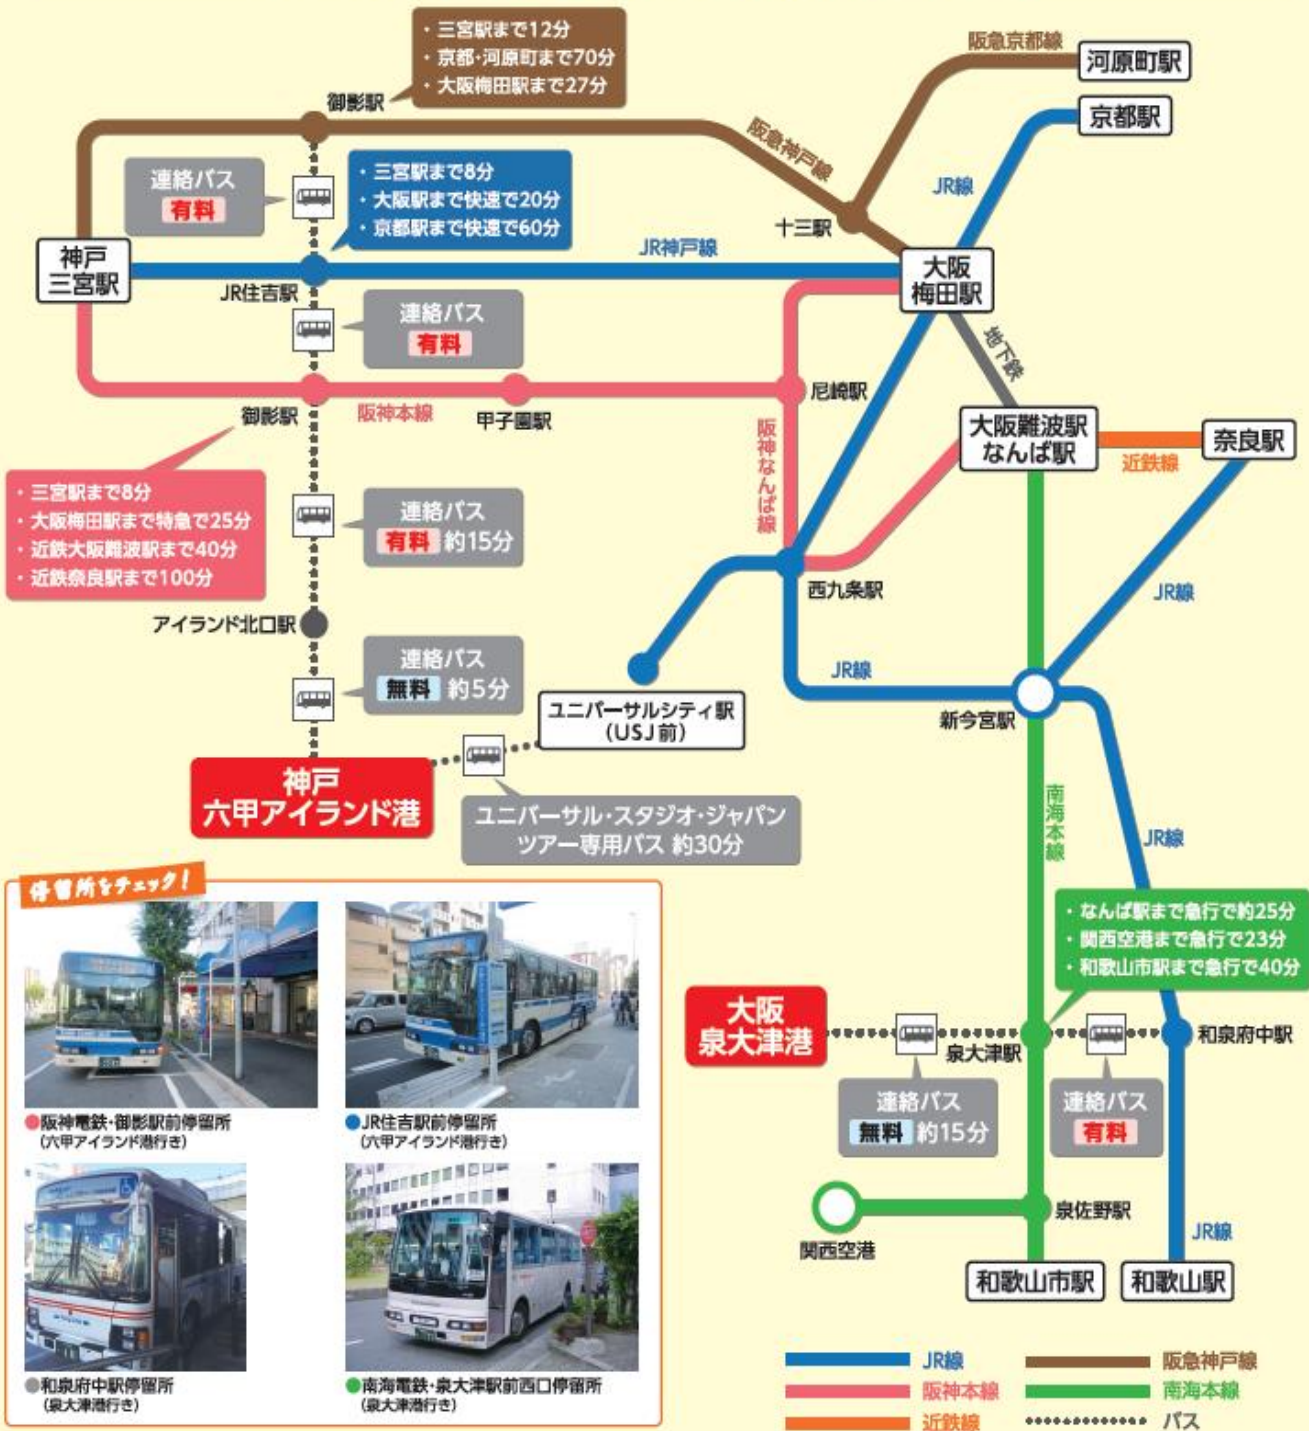 ・三宮駅まで12分
・京都・河原町まで70分
・大阪梅田駅まで27分
御影駅
阪急京都線
河原町駅
京都駅
阪急神戸線
JR線
連絡バス
有料
・三宮駅まで8分
・大阪駅まで快速で20分
・京都駅まで快速で60分
十三駅
神戸
三宮駅
JR神戸線
大阪
梅田駅
JR住吉駅
連絡バス
有料
地下鉄
御影駅
阪神本線
甲子園駅
尼崎駅
阪神なんば線
大阪難波駅
なんば駅
近鉄線
奈良駅
・三宮駅まで8分
・大阪梅田駅まで特急で25分
・近鉄大阪難波駅まで40分
・近鉄奈良駅まで100分
連絡バス
有料 約15分
西九条駅
JR線
アイランド北口駅
連絡バス
無料 約5分
JR線
ユニバーサルシティ駅
(USJ前)
新今宮駅
神戸
六甲アイランド港
ユニバーサル・スタジオ・ジャパン
ツアー専用バス 約30分
南海本線
JR線
停留所をチェック!
・なんば駅まで急行で約25分
・関西空港まで急行で23分
・和歌山市駅まで急行で40分
大阪
泉大津港
泉大津駅
和泉府中駅
連絡バス
無料 約15分
連絡バス
有料
●阪神電鉄・御影駅前停留所
(六甲アイランド港行き)
●JR住吉駅前停留所
(六甲アイランド港行き)
泉佐野駅
関西空港
JR線
和歌山市駅
和歌山駅
●和泉府中駅停留所
(泉大津港行き)
●南海電鉄・泉大津駅前西口停留所
(泉大津港行き)
JR線
阪急神戸線
阪神本線
南海本線
近鉄線
バス